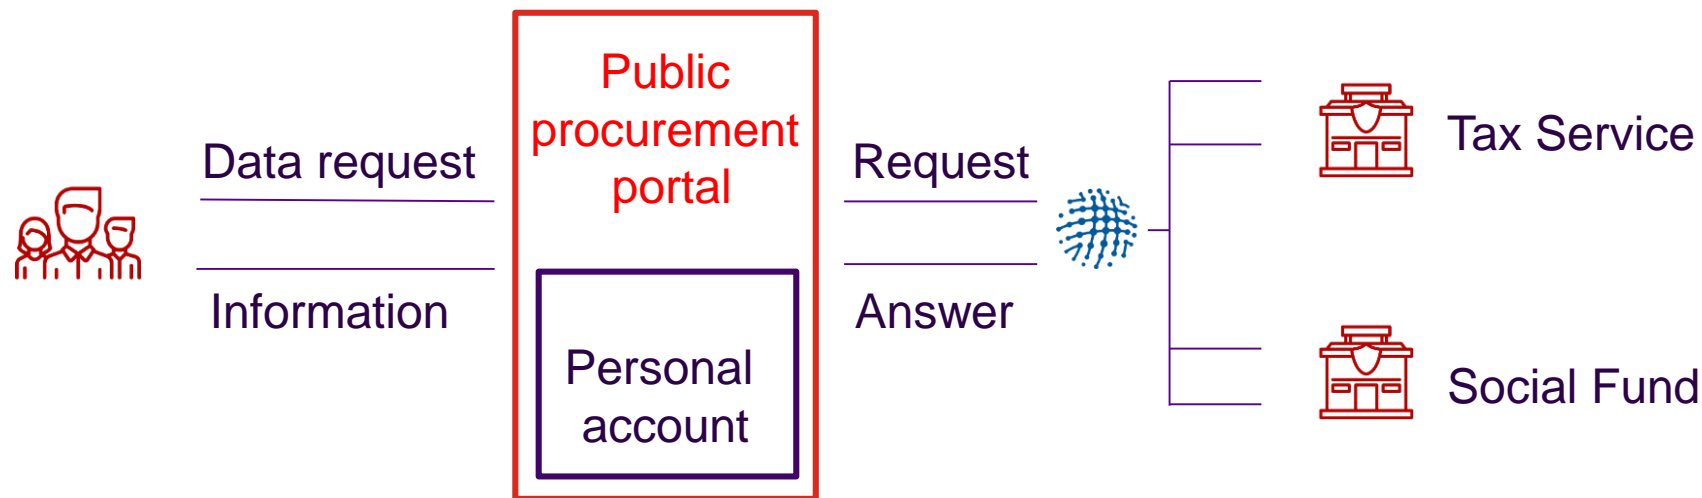 Data request
Information
Public
procurement
portal
Personal
account
Request
Answer
Tax Service
Social Fund